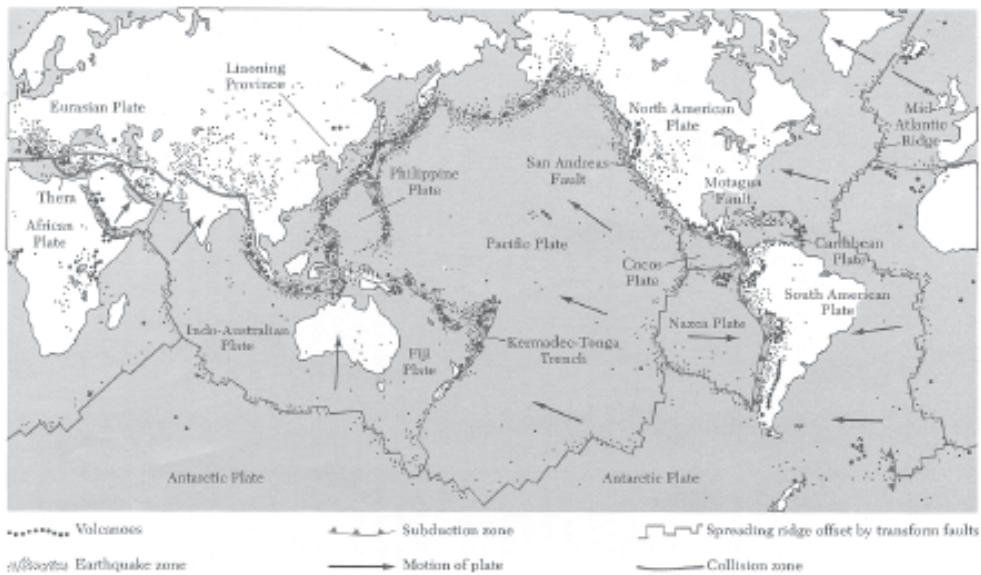 Liaoning
Province
Eurasian Plate
North American
Plate
Mid-
Atlantic
Ridge
San Andreas
Fault
Philippine
Plate
Motagua
Fault
Thera
African
Plate
Pacific Plate
Caribbean
Plate
Cocos
Plate
South American
Plate
Indo-Australian
Plate
Nazca Plate
Fiji
Plate
Kermadec-Tonga
Trench
Antarctic Plate
Antarctic Plate
Volcanoes
Subduction zone
Spreading ridge offset by transform faults
Earthquake zone
Motion of plate
Collision zone